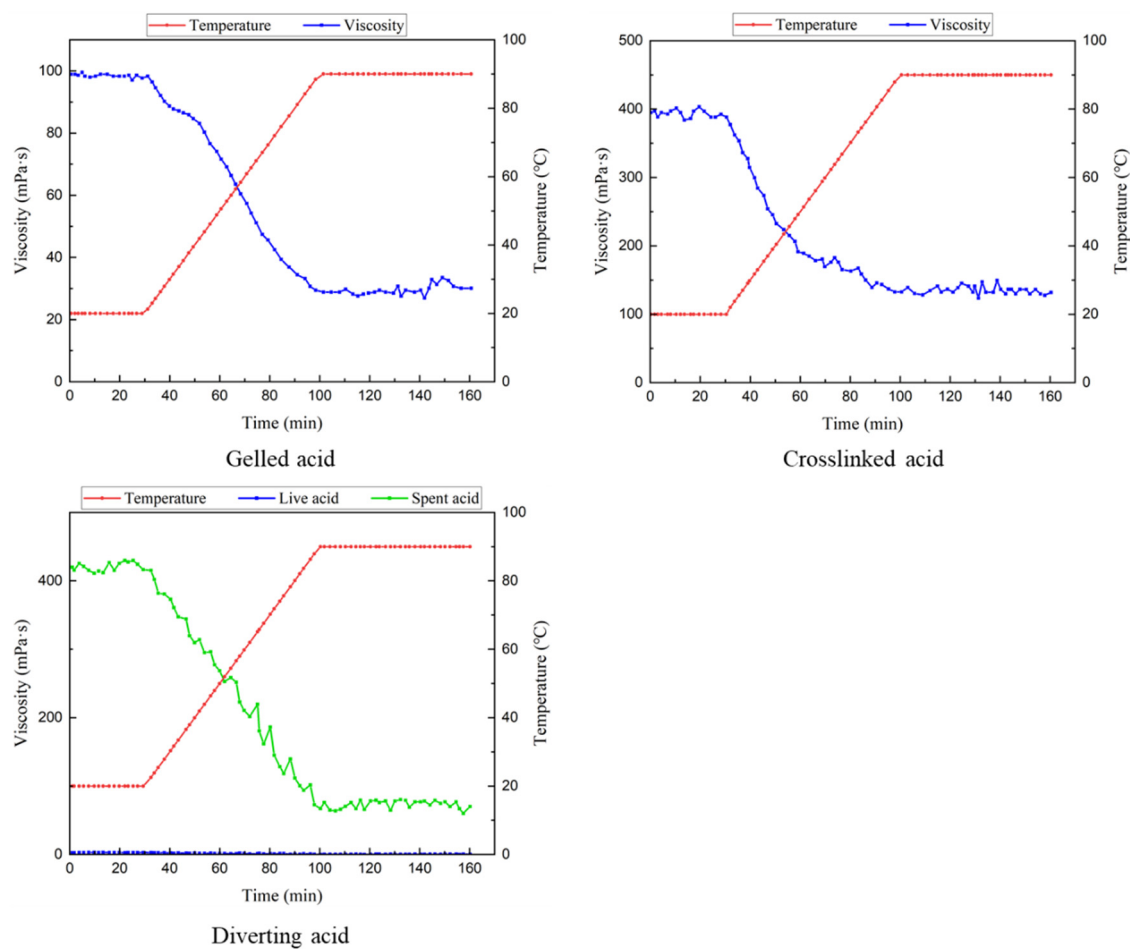 Temperature Viscosity
Viscosity (mPa·s)
100
80
60
40
20
0
0 20 40 60 80 100 120 140 160
Time (min)
100
80
60
40
20
0
Temperature (℃)
Gelled acid
Temperature Viscosity
Viscosity (mPa·s)
500
400
300
200
100
0
0 20 40 60 80 100 120 140 160
Time (min)
100
80
60
40
20
0
Temperature (℃)
Crosslinked acid
Temperature Live acid Spent acid
Viscosity (mPa·s)
400
200
0
0 20 40 60 80 100 120 140 160
Time (min)
100
80
60
40
20
0
Temperature (℃)
Diverting acid